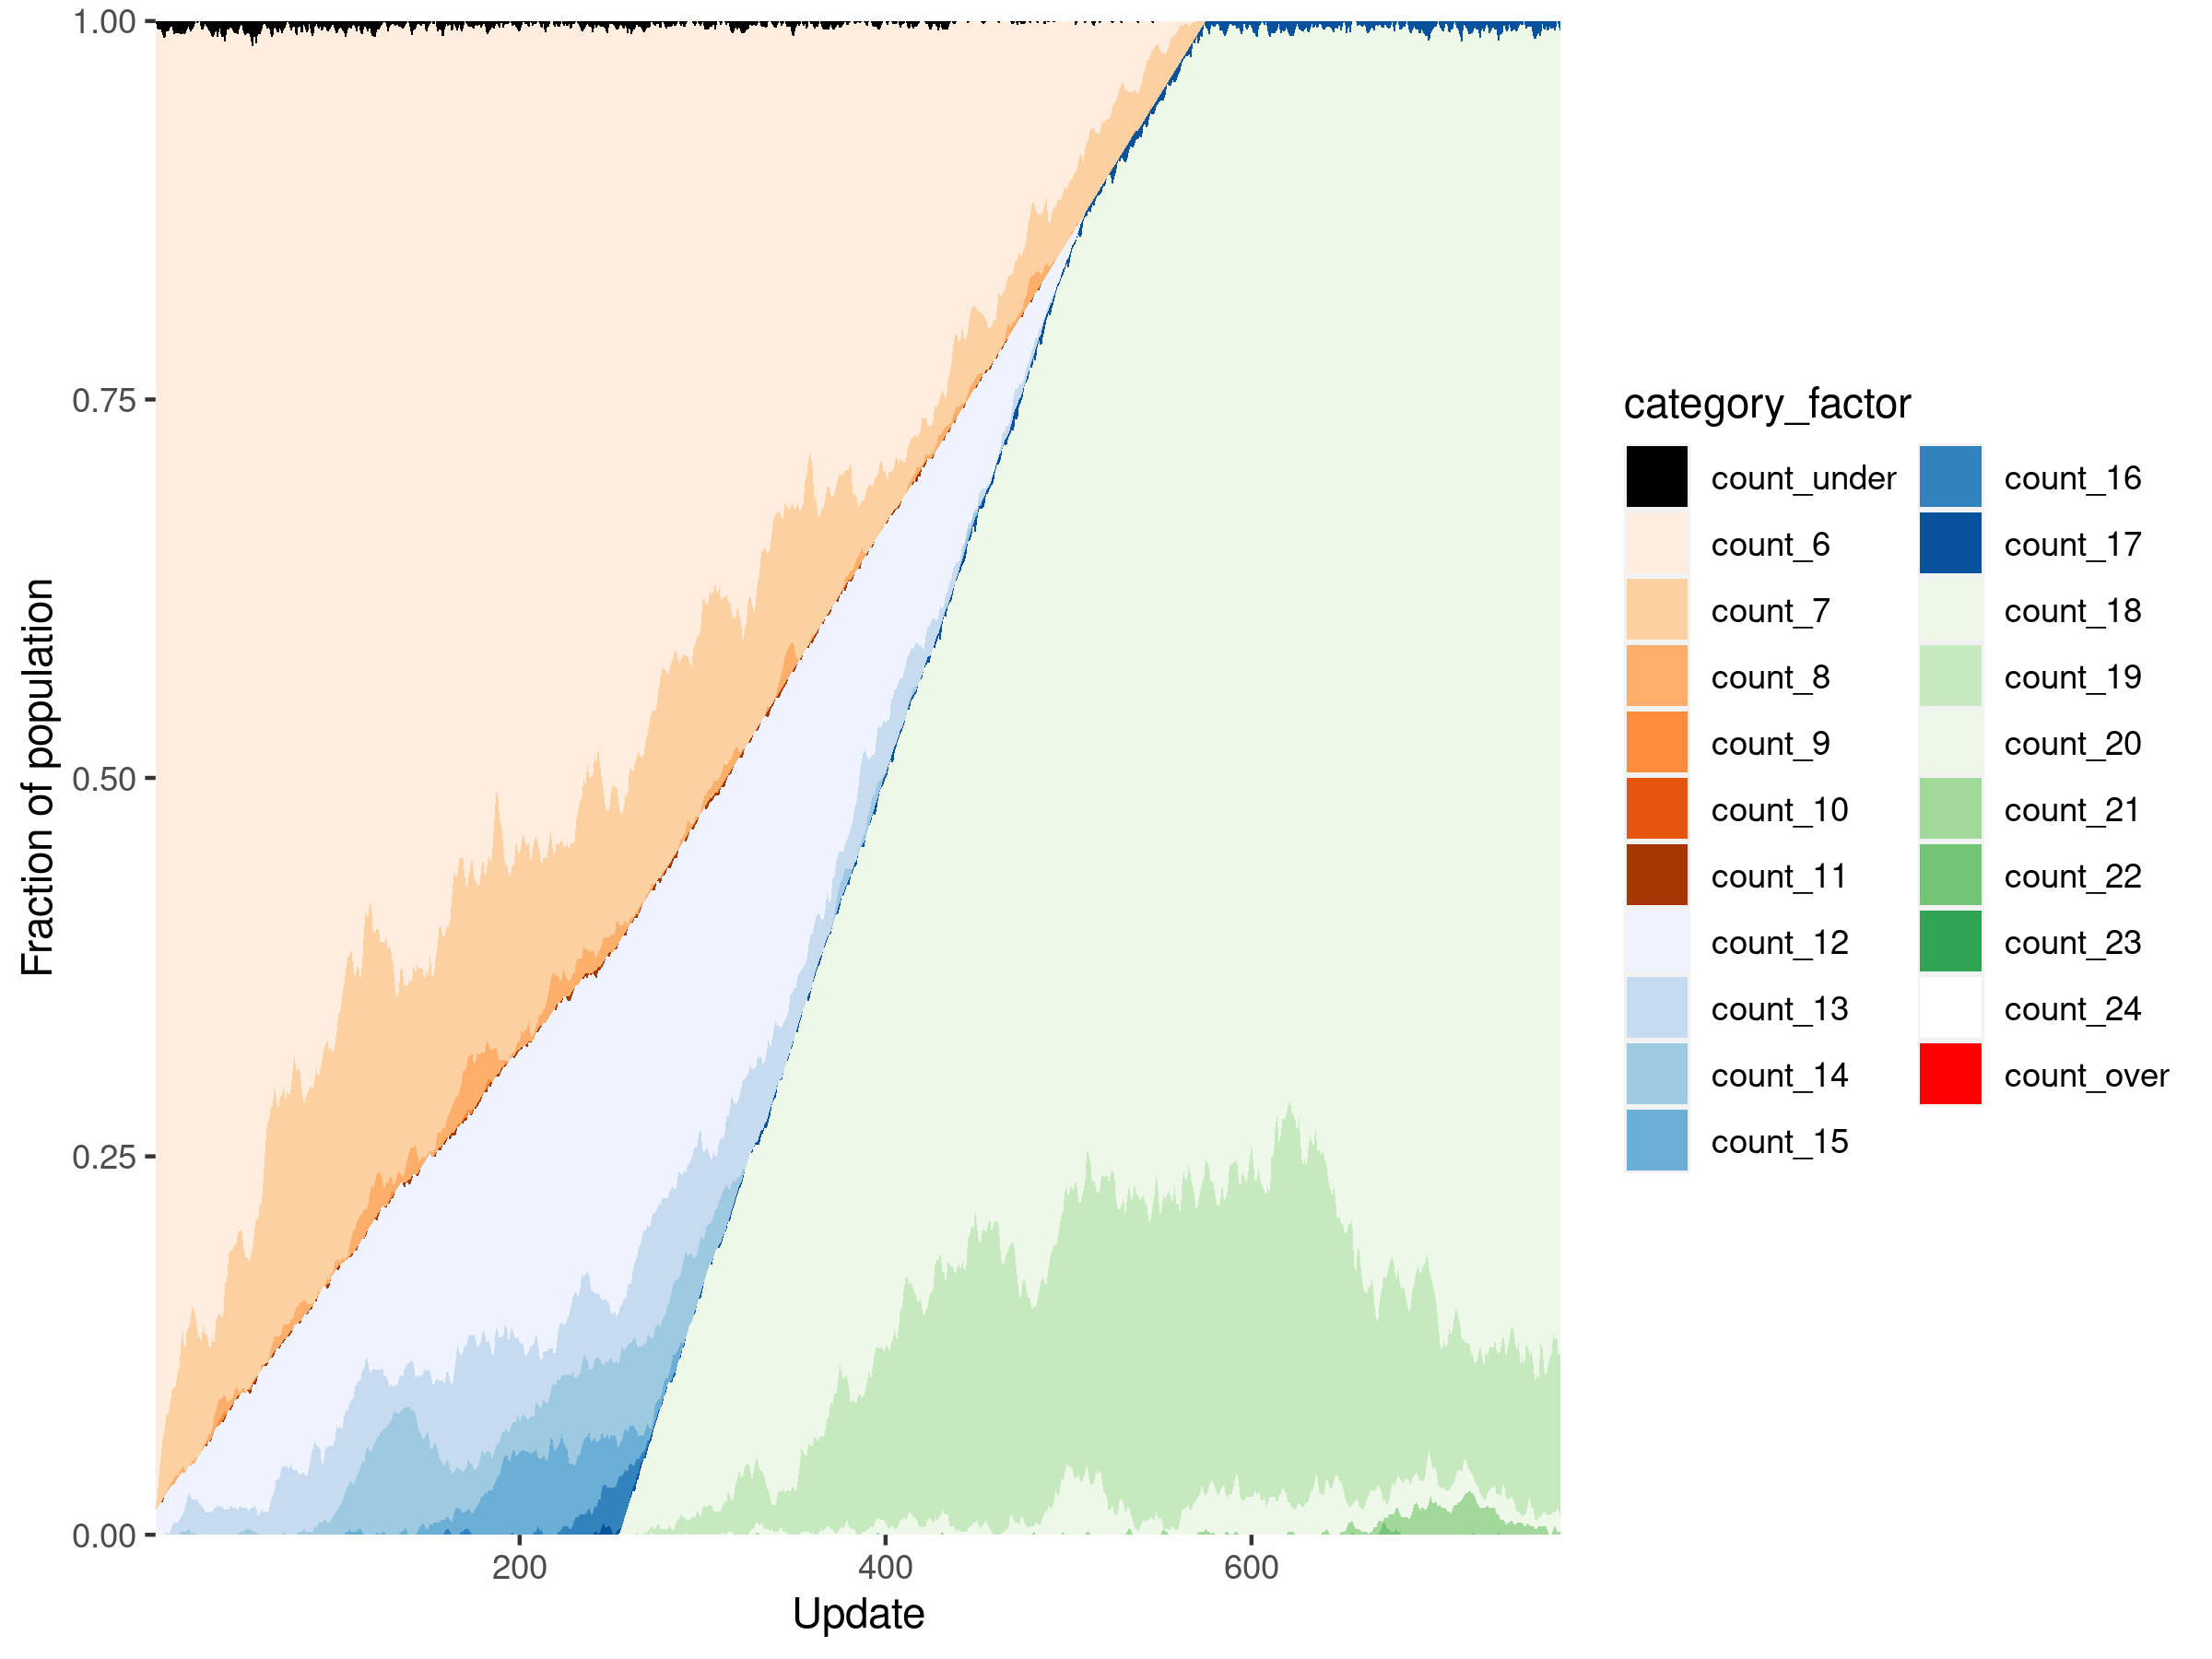 1.00
0.75
0.50
0.25
0.00
Fraction of population
200
400
600
Update
category_factor
count_under
count_6
count_7
count_8
count_9
count_10
count_11
count_12
count_13
count_14
count_15
count_16
count_17
count_18
count_19
count_20
count_21
count_22
count_23
count_24
count_over